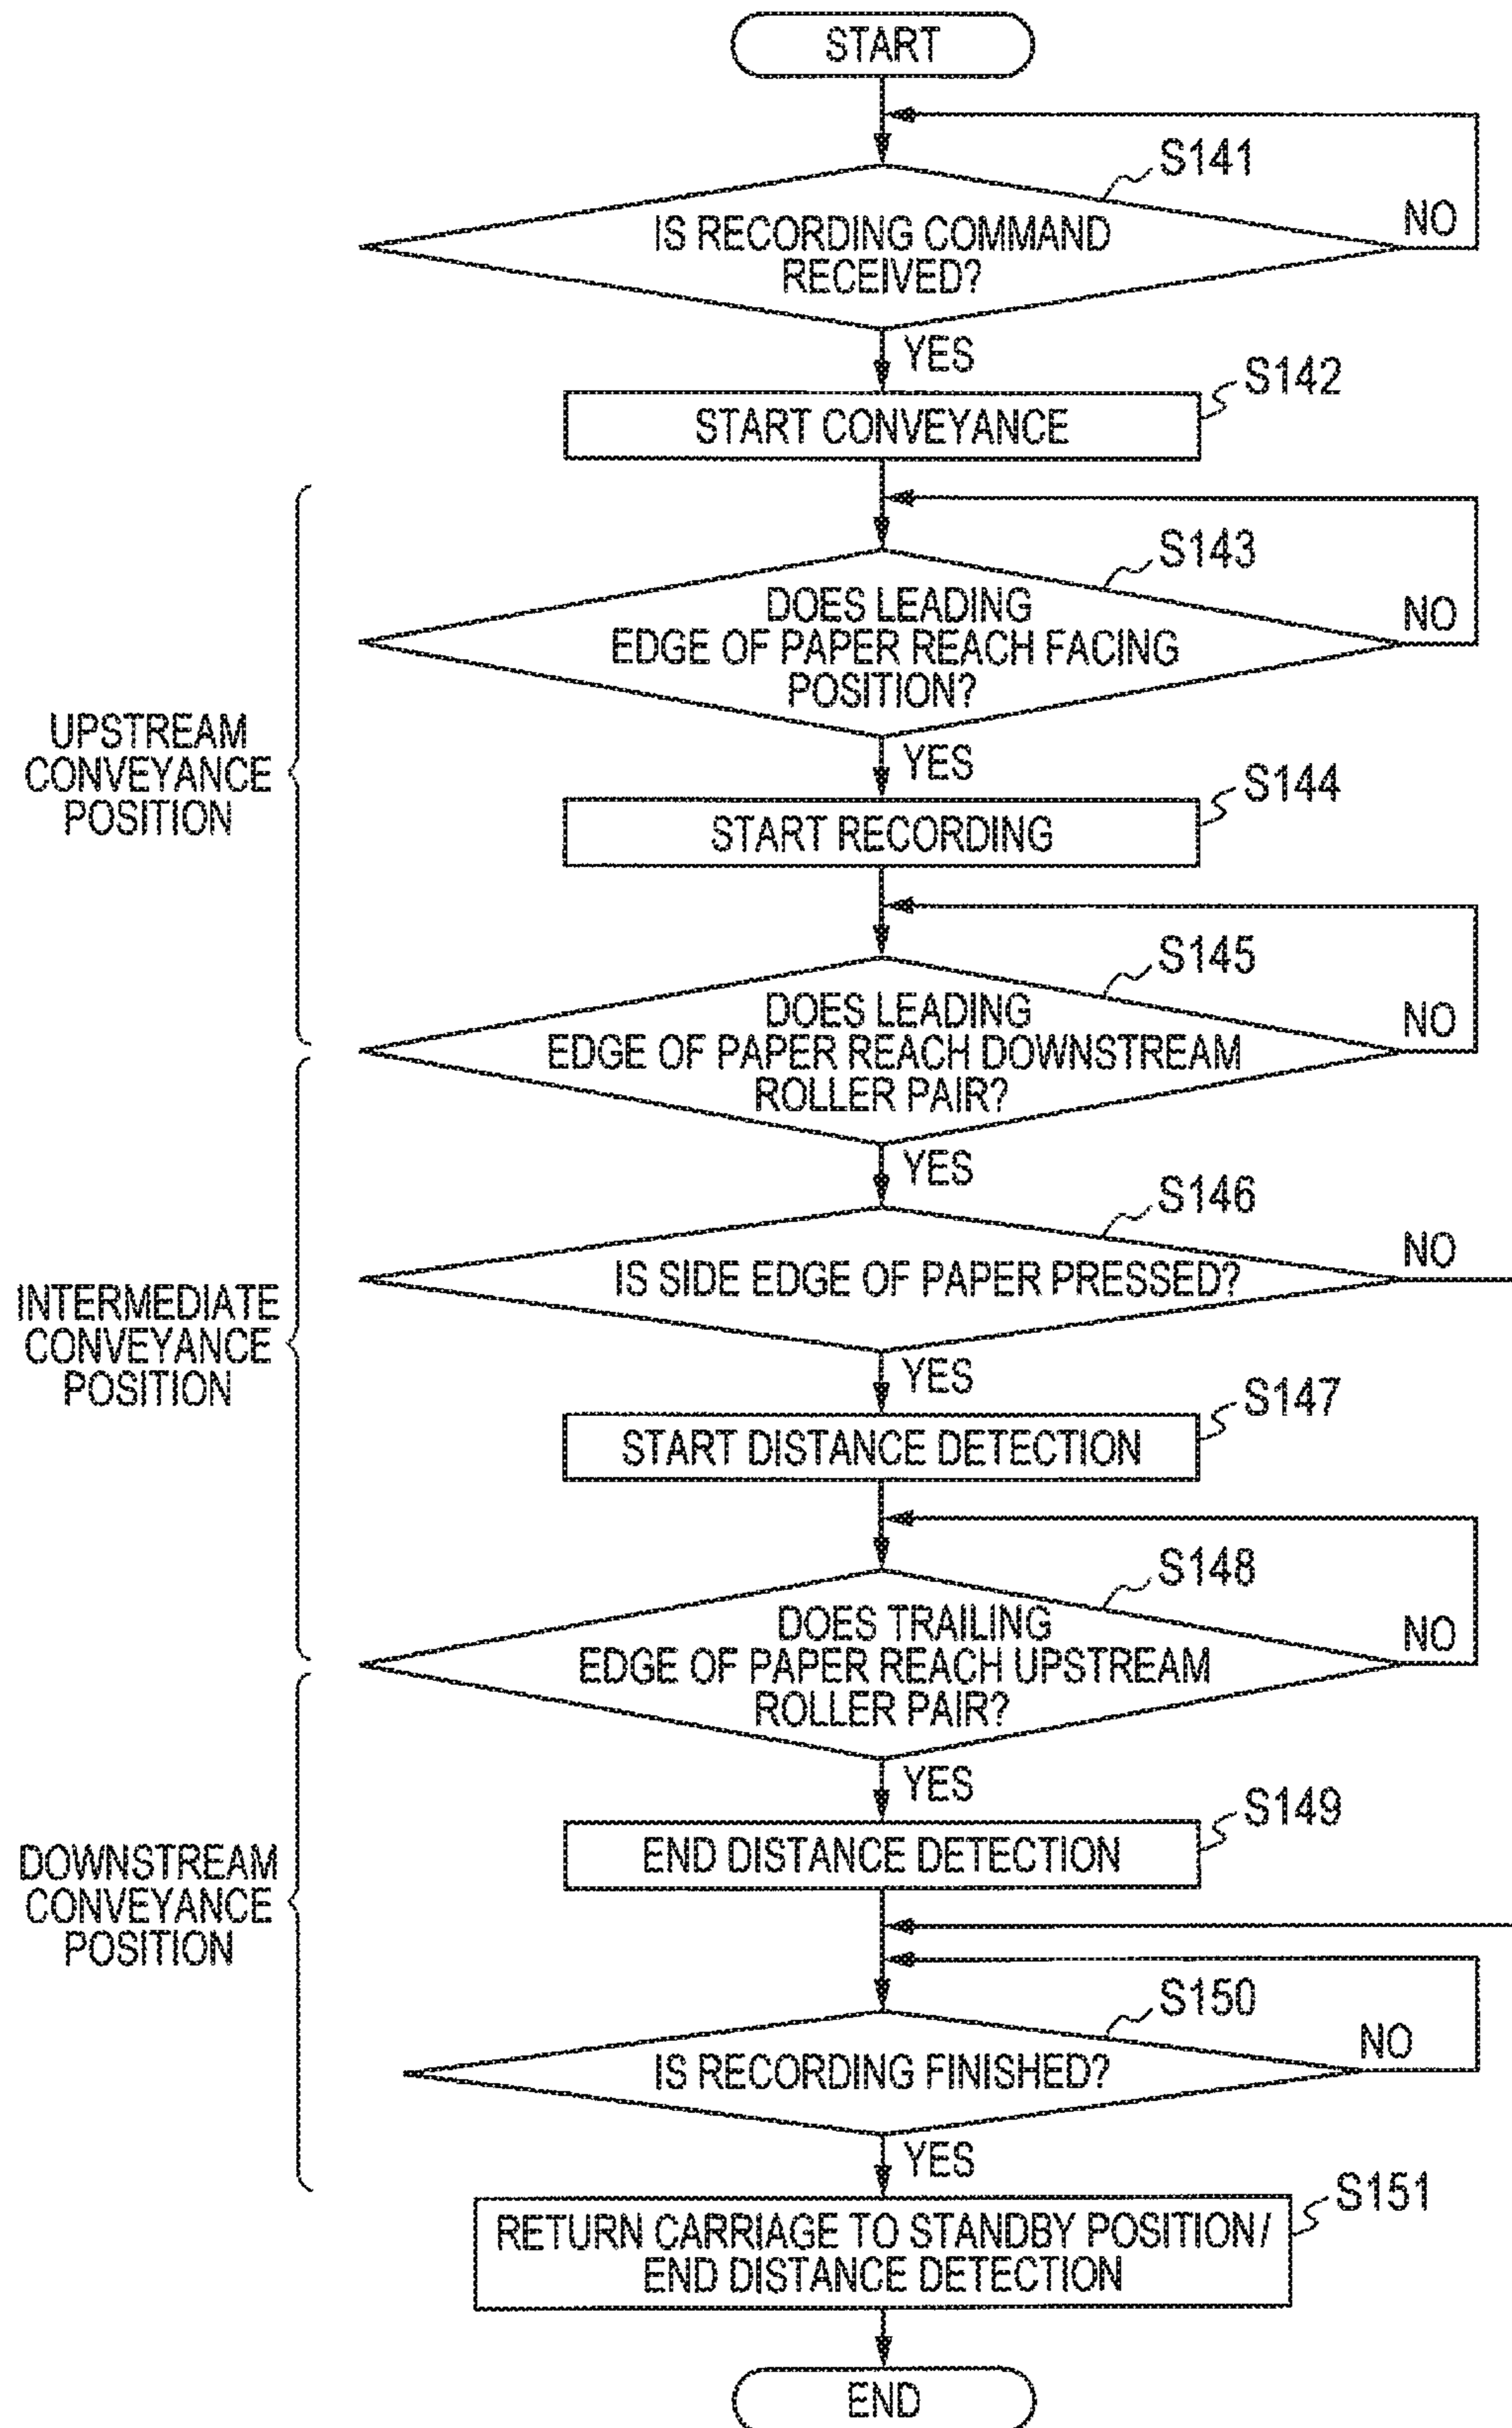 START
S141
IS RECORDING COMMAND
RECEIVED?
NO
YES
S142
START CONVEYANCE
S143
DOES LEADING
EDGE OF PAPER REACH FACING
POSITION?
NO
YES
UPSTREAM
CONVEYANCE
POSITION
S144
START RECORDING
S145
DOES LEADING
EDGE OF PAPER REACH DOWNSTREAM
ROLLER PAIR?
NO
YES
S146
IS SIDE EDGE OF PAPER PRESSED?
NO
YES
INTERMEDIATE
CONVEYANCE
POSITION
S147
START DISTANCE DETECTION
S148
DOES TRAILING
EDGE OF PAPER REACH UPSTREAM
ROLLER PAIR?
NO
YES
S149
END DISTANCE DETECTION
DOWNSTREAM
CONVEYANCE
POSITION
S150
IS RECORDING FINISHED?
NO
YES
S151
RETURN CARRIAGE TO STANDBY POSITION/
END DISTANCE DETECTION
END